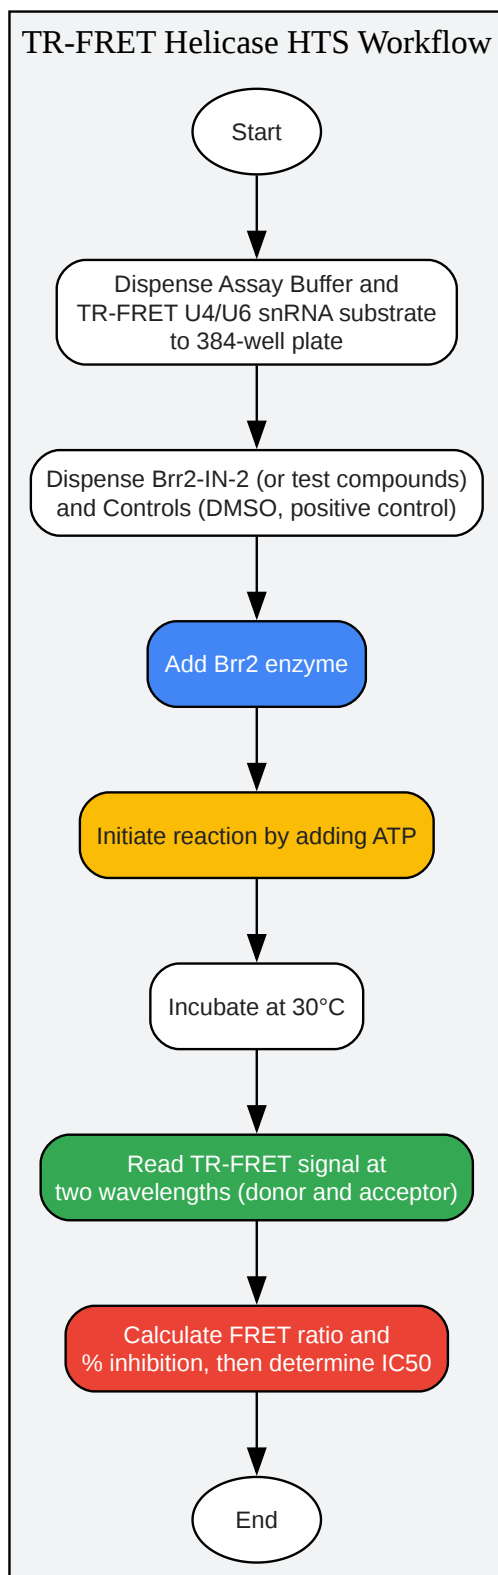 TR-FRET Helicase HTS Workflow
Start
Dispense Assay Buffer and
TR-FRET U4/U6 snRNA substrate
to 384-well plate
Dispense Brr2-IN-2 (or test compounds)
and Controls (DMSO, positive control)
Add Brr2 enzyme
Initiate reaction by adding ATP
Incubate at 30°C
Read TR-FRET signal at
two wavelengths (donor and acceptor)
Calculate FRET ratio and
% inhibition, then determine IC50
End